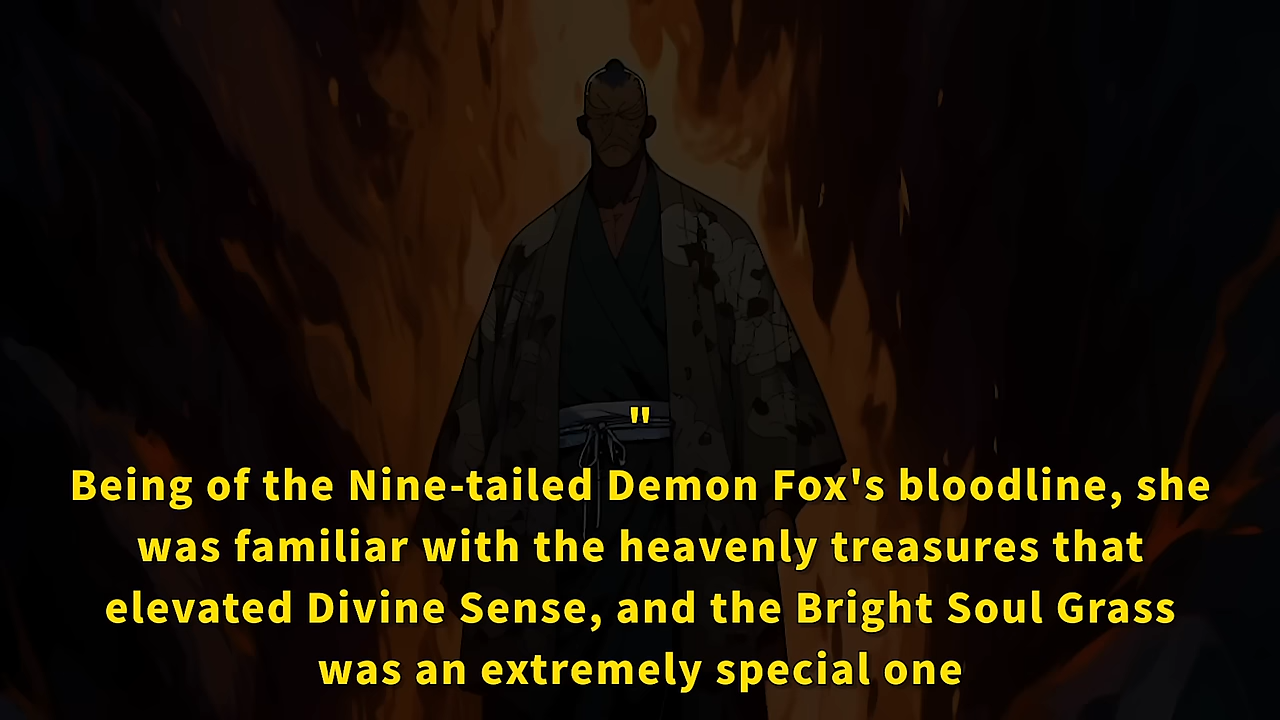 "
Being of the Nine-tailed Demon Fox's bloodline, she
was familiar with the heavenly treasures that
elevated Divine Sense, and the Bright Soul Grass
was an extremely special one